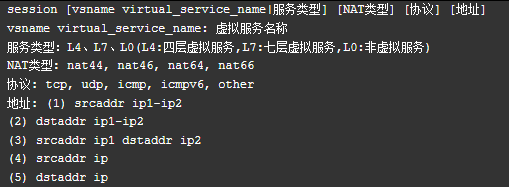 session [vsname virtual_service_name|服务类型] [NAT类型] [协议] [地址]
vsname virtual_service_name: 虚拟服务名称
服务类型: L4、L7、L0(L4:四层虚拟服务,L7:七层虚拟服务,L0:非虚拟服务)
NAT类型: nat44, nat46, nat64, nat66
协议: tcp, udp, icmp, icmpv6, other
地址: (1) srcaddr ip1-ip2
(2) dstaddr ip1-ip2
(3) srcaddr ip1 dstaddr ip2
(4) srcaddr ip
(5) dstaddr ip